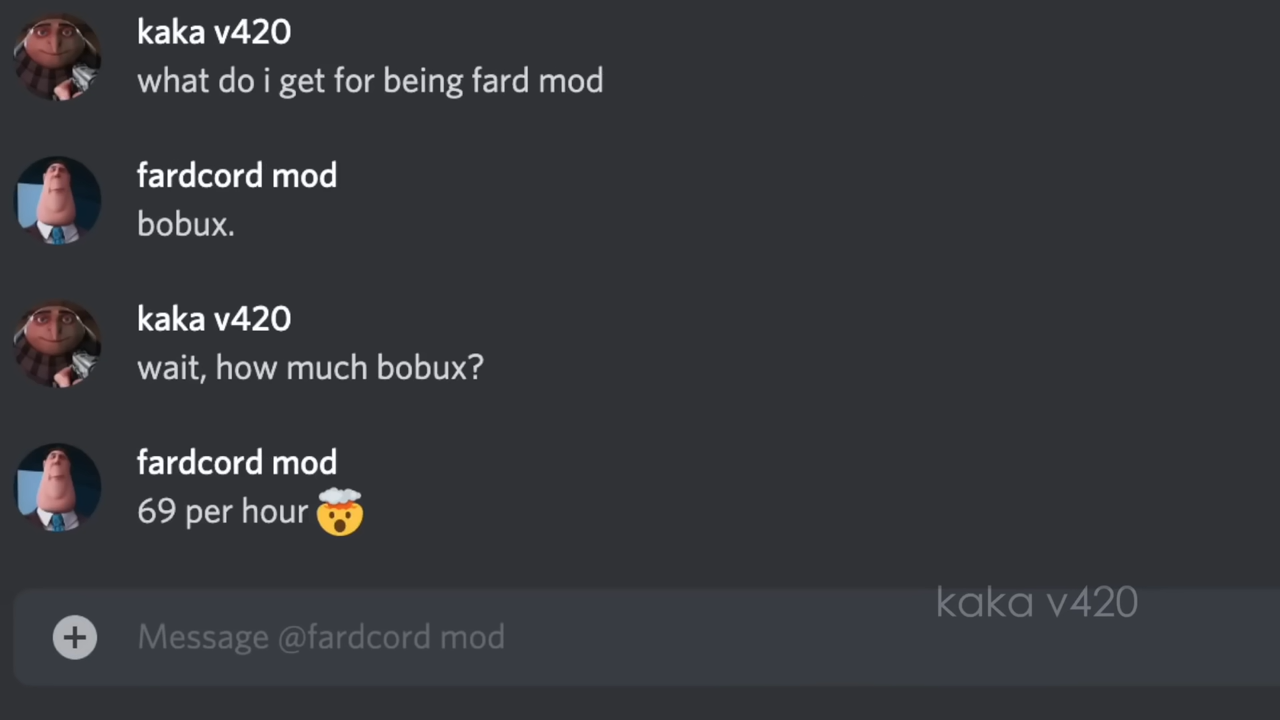 kaka v420
what do i get for being fard mod
fardcord mod
bobux.
kaka v420
wait, how much bobux?
fardcord mod
69 per hour 🤯
kaka v420
Message @fardcord mod